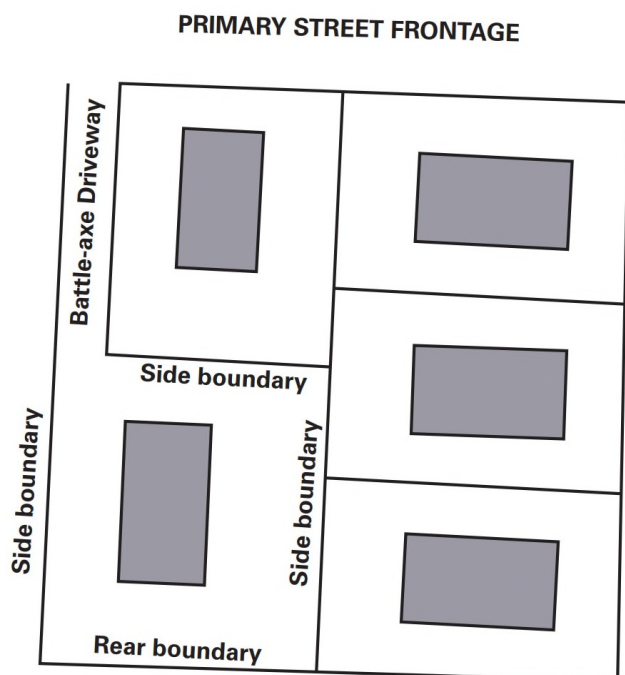 PRIMARY STREET FRONTAGE
Battle-axe Driveway
Side boundary
Side boundary
Side boundary
Rear boundary